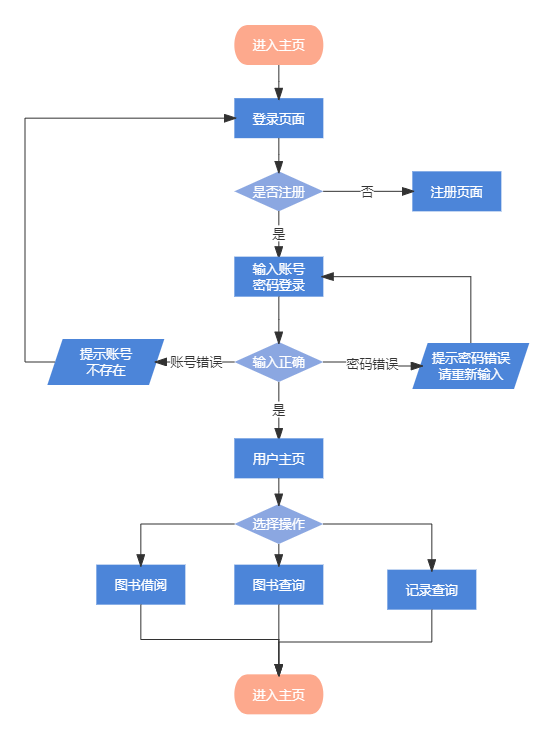 进入主页
登录页面
是否注册
否
注册页面
是
输入账号
密码登录
提示账号
不存在
账号错误
输入正确
密码错误
提示密码错误
请重新输入
是
用户主页
选择操作
图书借阅
图书查询
记录查询
进入主页